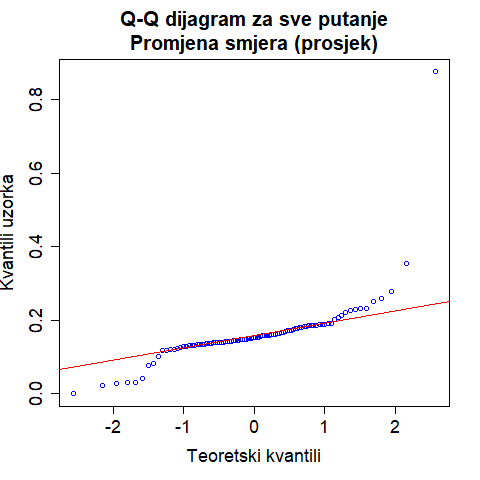 Q-Q dijagram za sve putanje
Promjena smjera (prosjek)
Kvantili uzorka
0.8
0.6
0.4
0.2
0.0
-2
-1
0
1
2
Teoretski kvantili